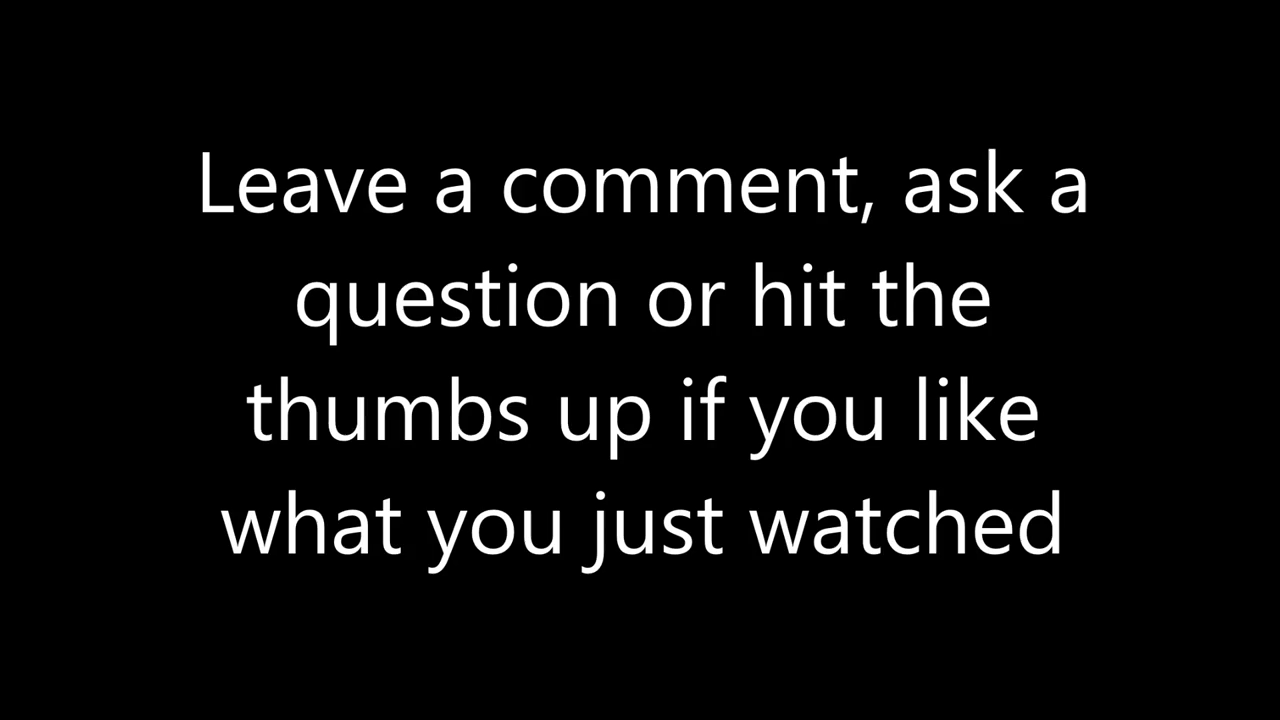 Leave a comment, ask a
question or hit the
thumbs up if you like
what you just watched